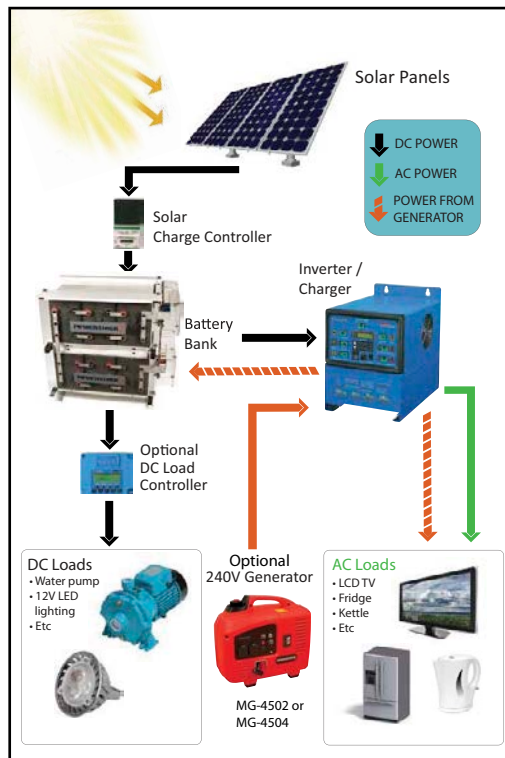 Solar Panels
DC POWER
AC POWER
POWER FROM
GENERATOR
Solar
Charge Controller
Inverter /
Charger
Battery
Bank
Optional
DC Load
Controller
DC Loads
• Water pump
• 12V LED
lighting
• Etc
Optional
240V Generator
MG-4502 or
MG-4504
AC Loads
• LCD TV
• Fridge
• Kettle
• Etc